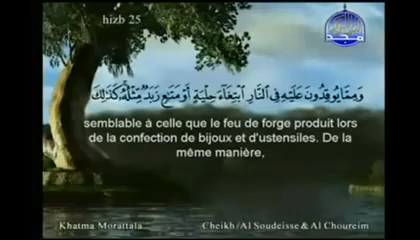 hizb 25
مجد
وَمِمَّا يُوقِدُونَ عَلَيْهِ فِي النَّارِ ابْتِغَاءَ حِلْيَةٍ أَوْ مَتَاعٍ زَبَدٌ مِّثْلُهُ كَذَٰلِكَ
semblable à celle que le feu de forge produit lors
de la confection de bijoux et d'ustensiles. De la
même manière,
Khatma Morattala
Cheikh/Al Soudeisse & Al Choureim